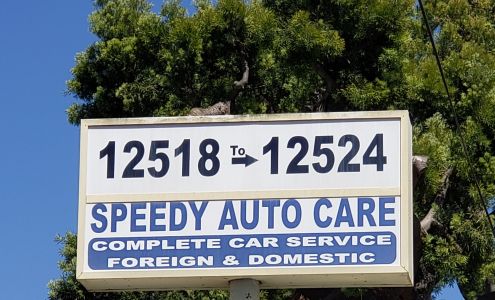 12518 To → 12524
SPEEDY AUTO CARE
COMPLETE CAR SERVICE
FOREIGN & DOMESTIC